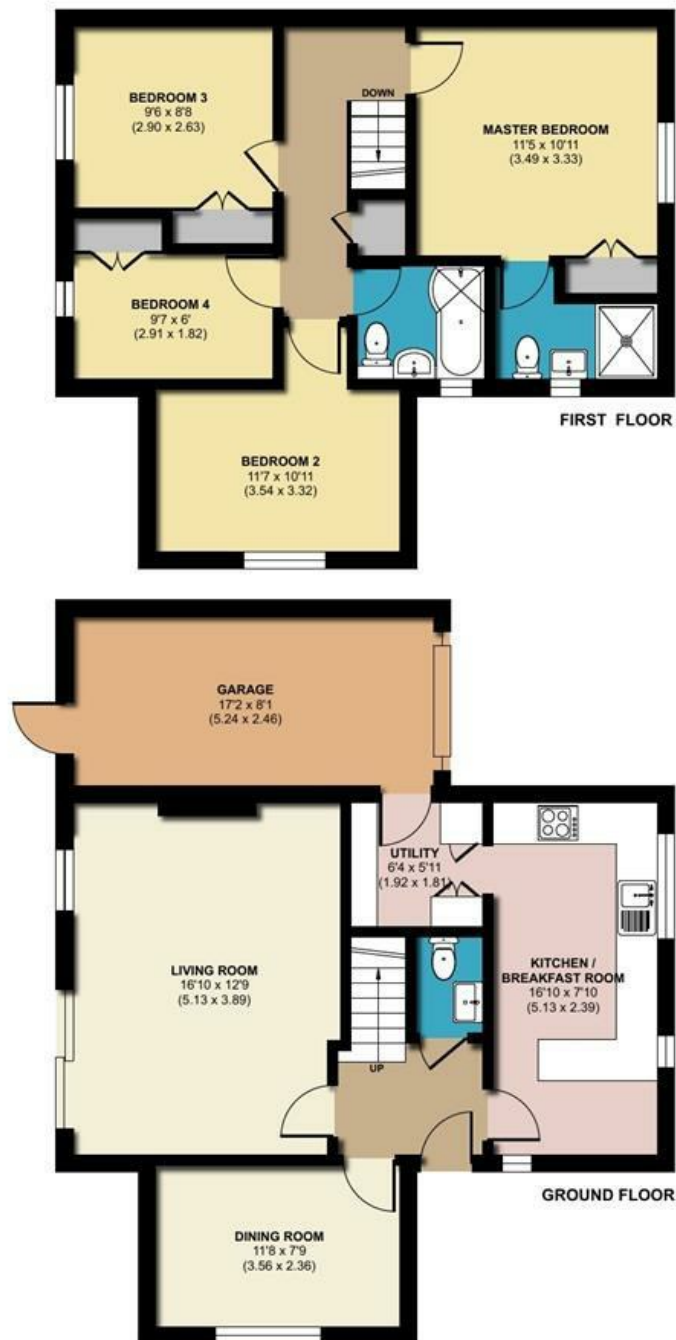 BEDROOM 3
9'6 x 8'8
(2.90 x 2.63)
DOWN
MASTER BEDROOM
11'5 x 10'11
(3.49 x 3.33)
BEDROOM 4
9'7 x 6'
(2.91 x 1.82)
BEDROOM 2
11'7 x 10'11
(3.54 x 3.32)
FIRST FLOOR
GARAGE
17'2 x 8'1
(5.24 x 2.46)
UTILITY
6'4 x 5'11
(1.92 x 1.81)
LIVING ROOM
16'10 x 12'9
(5.13 x 3.89)
KITCHEN /
BREAKFAST ROOM
16'10 x 7'10
(5.13 x 2.39)
UP
GROUND FLOOR
DINING ROOM
11'8 x 7'9
(3.56 x 2.36)